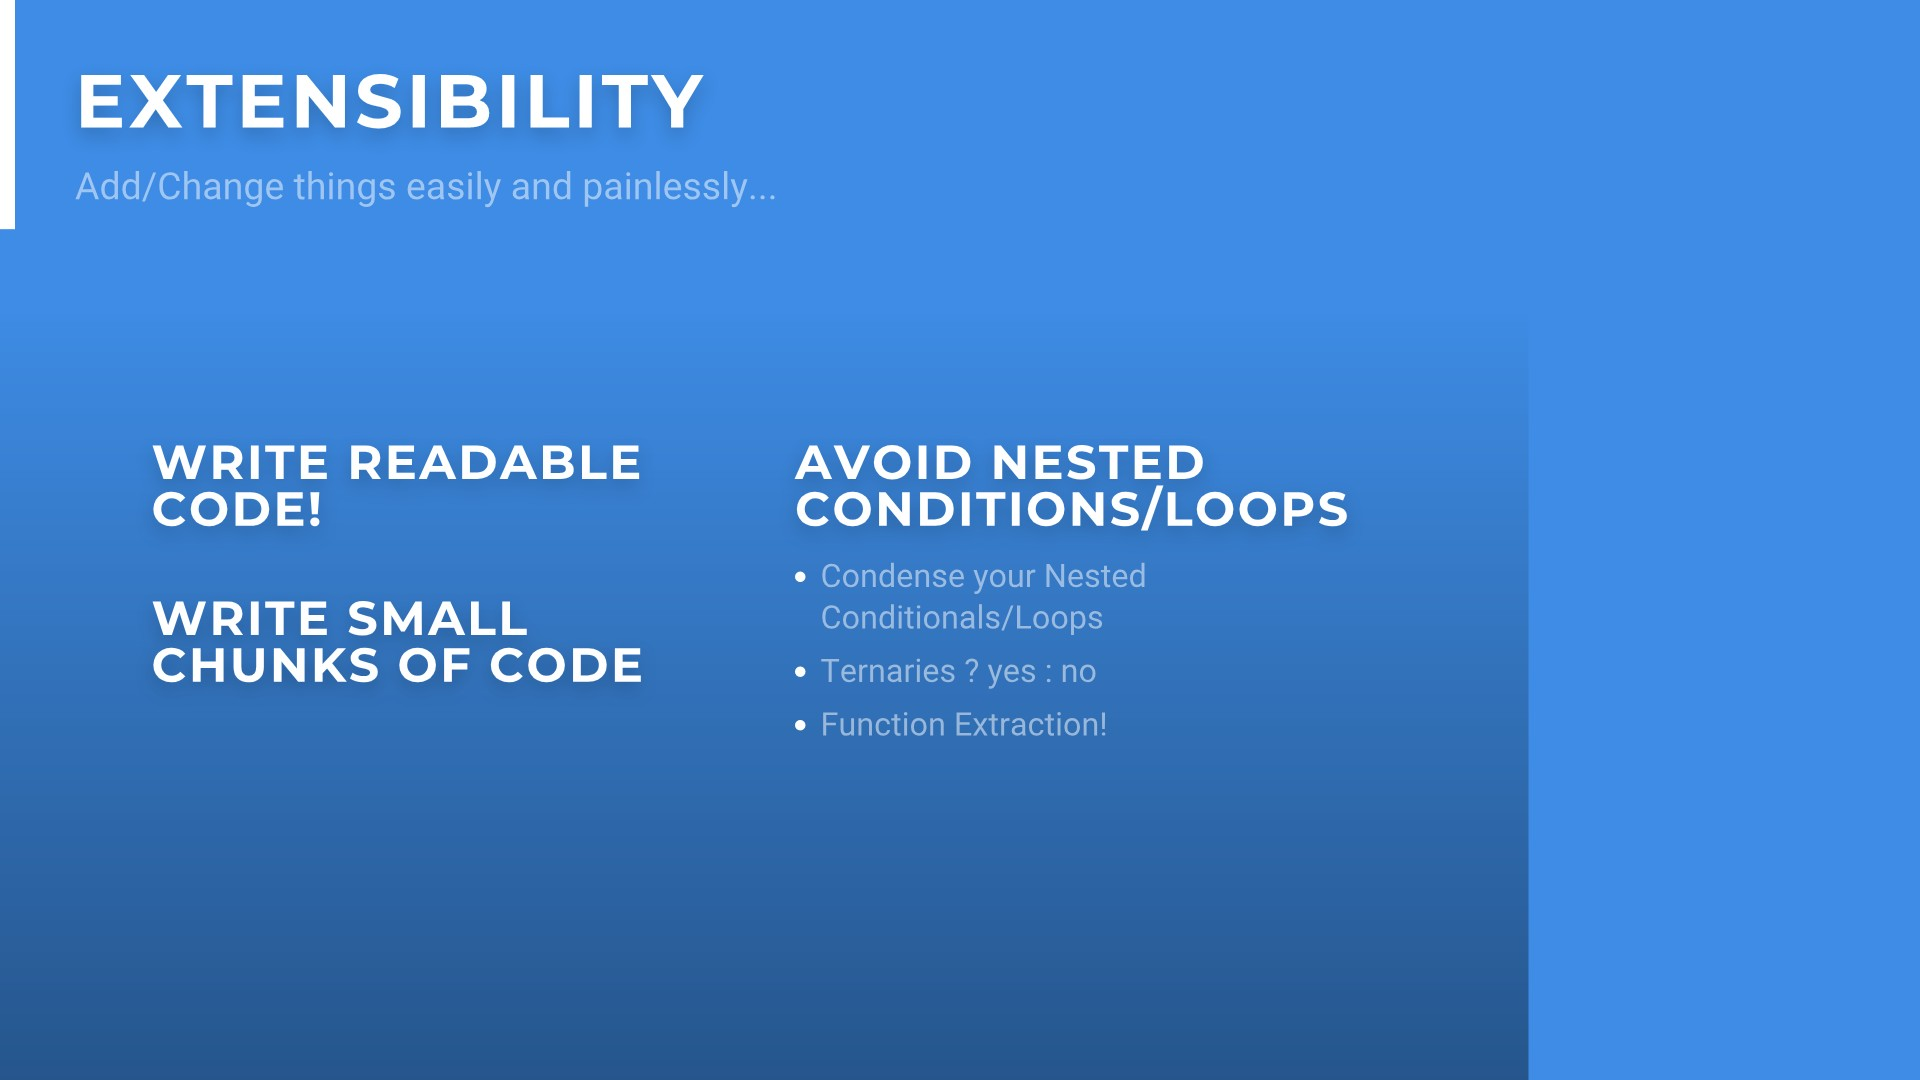 EXTENSIBILITY
Add/Change things easily and painlessly...
WRITE READABLE
CODE!
WRITE SMALL
CHUNKS OF CODE
AVOID NESTED
CONDITIONS/LOOPS
• Condense your Nested
Conditionals/Loops
• Ternaries ? yes : no
• Function Extraction!